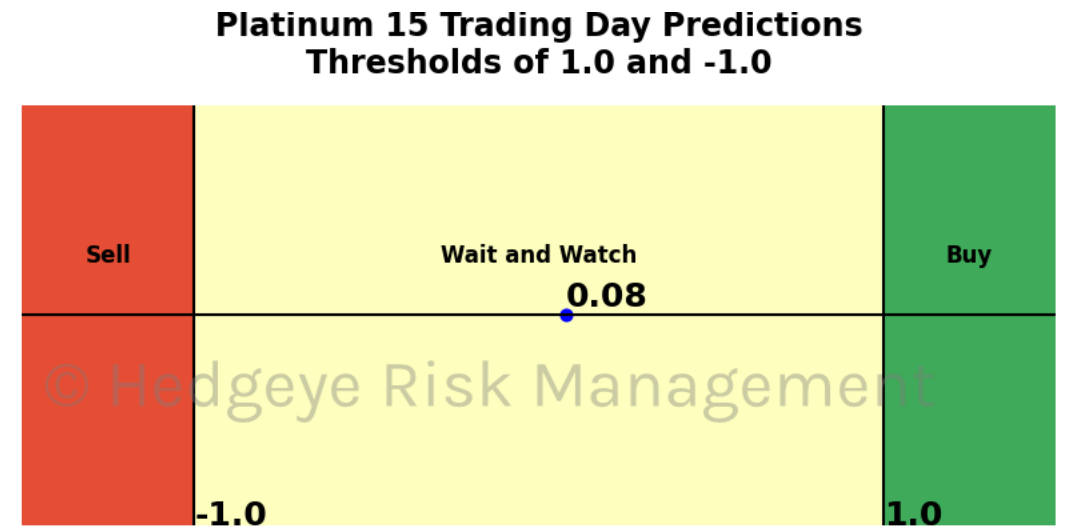 Platinum 15 Trading Day Predictions
Thresholds of 1.0 and -1.0
Sell
Wait and Watch
Buy
0.08
© Hedgeye Risk Management
-1.0
1.0